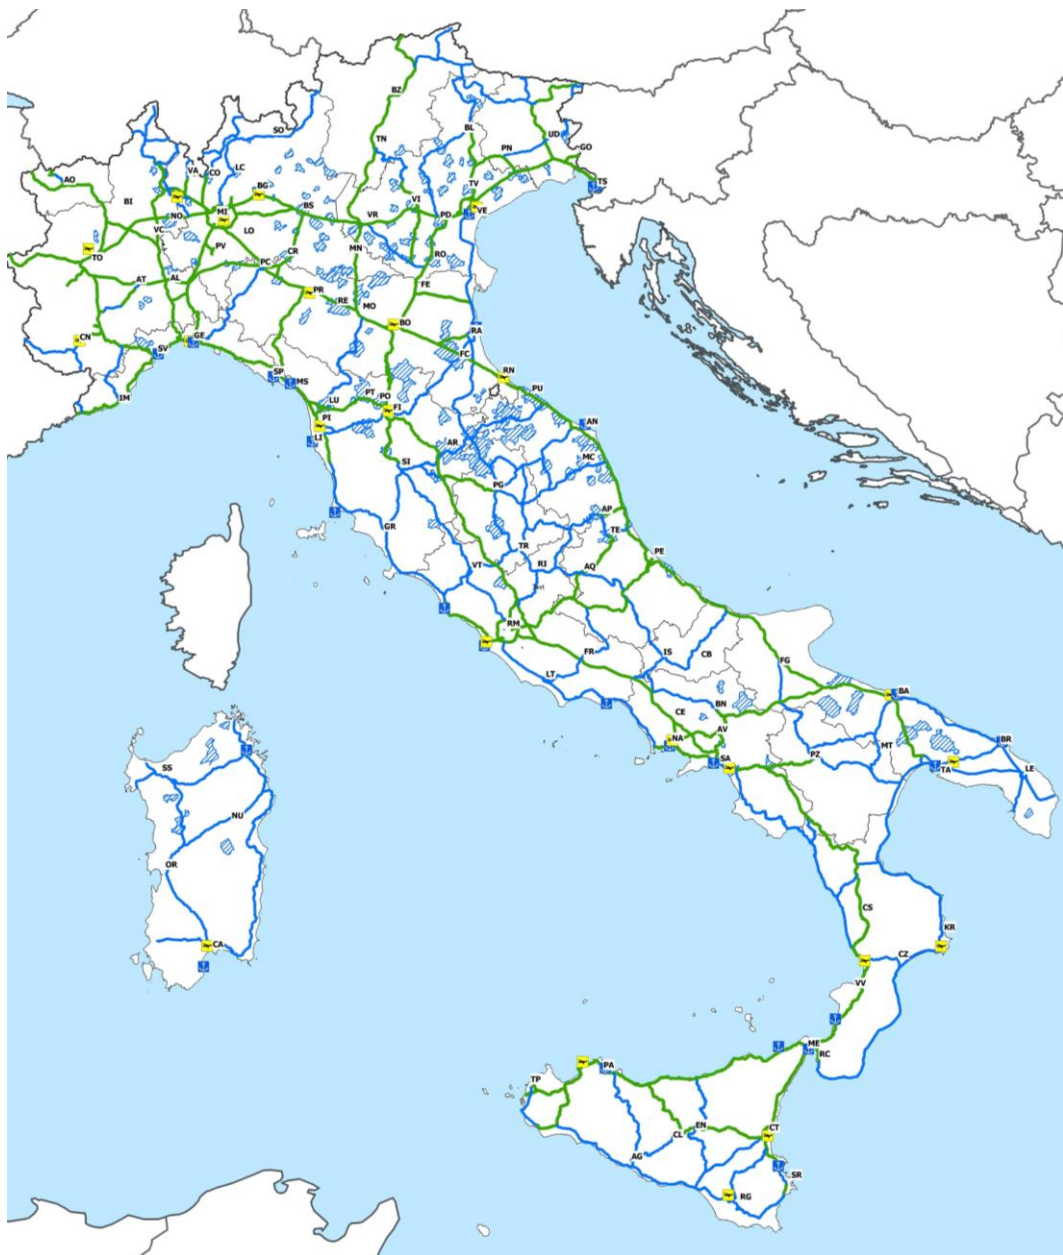 BZ
SO
TN
BL
UD
PN
GO
VA
CO
LC
AO
BI
BG
TV
TS
VI
NO
MI
BS
VR
PD
VE
VC
LO
PV
MN
RO
TO
CR
PC
AT
AL
FE
PR
RE
MO
BO
RA
CN
GE
SV
FC
SP
MS
RN
IM
LU
PT
PO
PU
PI
FI
LI
AN
AR
SI
MC
PG
AP
GR
TE
TR
PE
VT
RI
AQ
RM
FR
IS
CB
FG
LT
BA
BN
CE
AV
NA
BR
MT
SA
PZ
TA
LE
SS
NU
OR
CS
CA
KR
CZ
VV
ME
RC
PA
TP
CT
EN
CL
AG
SR
RG